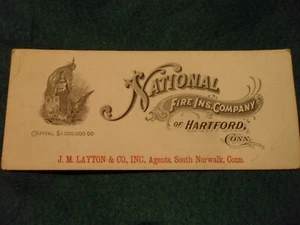 NATIONAL
FIRE INS. COMPANY
OF HARTFORD,
CONN.
CAPITAL $1,000,000.00
J. M. LAYTON & CO., INC., Agents, South Norwalk, Conn.